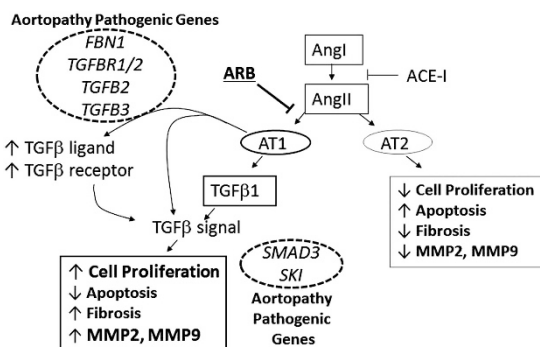 Aortopathy Pathogenic Genes
FBN1
TGFBR1/2
TGFB2
TGFB3
AngI
ARB
ACE-I
AngII
↑ TGFβ ligand
↑ TGFβ receptor
AT1
AT2
TGFβ1
TGFβ signal
↓ Cell Proliferation
↑ Apoptosis
↓ Fibrosis
↓ MMP2, MMP9
↑ Cell Proliferation
↓ Apoptosis
↑ Fibrosis
↑ MMP2, MMP9
SMAD3
SKI
Aortopathy
Pathogenic
Genes